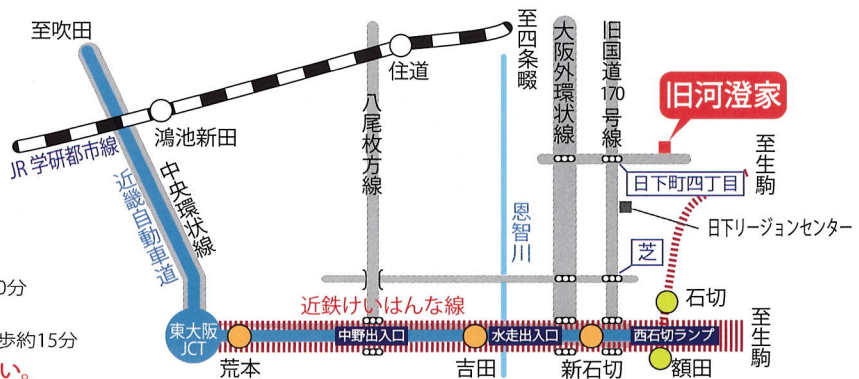 至吹田
至四条畷
大阪外環状線
旧国道170号線
住道
旧河澄家
鴻池新田
八尾枚方線
JR学研都市線
中央環状線
近畿自動車道
至生駒
日下町四丁目
恩智川
日下リージョンセンター
芝
0分
近鉄けいはんな線
石切
歩約15分
東大阪
JCT
中野出入口
水走出入口
西石切ランプ
至生駒
い。
荒本
吉田
新石切
額田